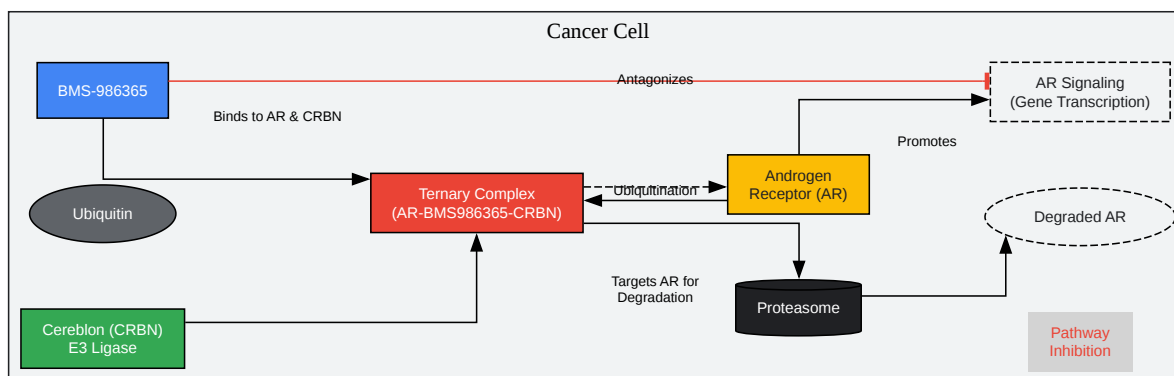 Cancer Cell
BMS-986365
Antagonizes
AR Signaling
(Gene Transcription)
Binds to AR & CRBN
Promotes
Ternary Complex
(AR-BMS986365-CRBN)
Ubiquitination
Androgen
Receptor (AR)
Ubiquitin
Degraded AR
Targets AR for
Degradation
Proteasome
Cereblon (CRBN)
E3 Ligase
Pathway
Inhibition